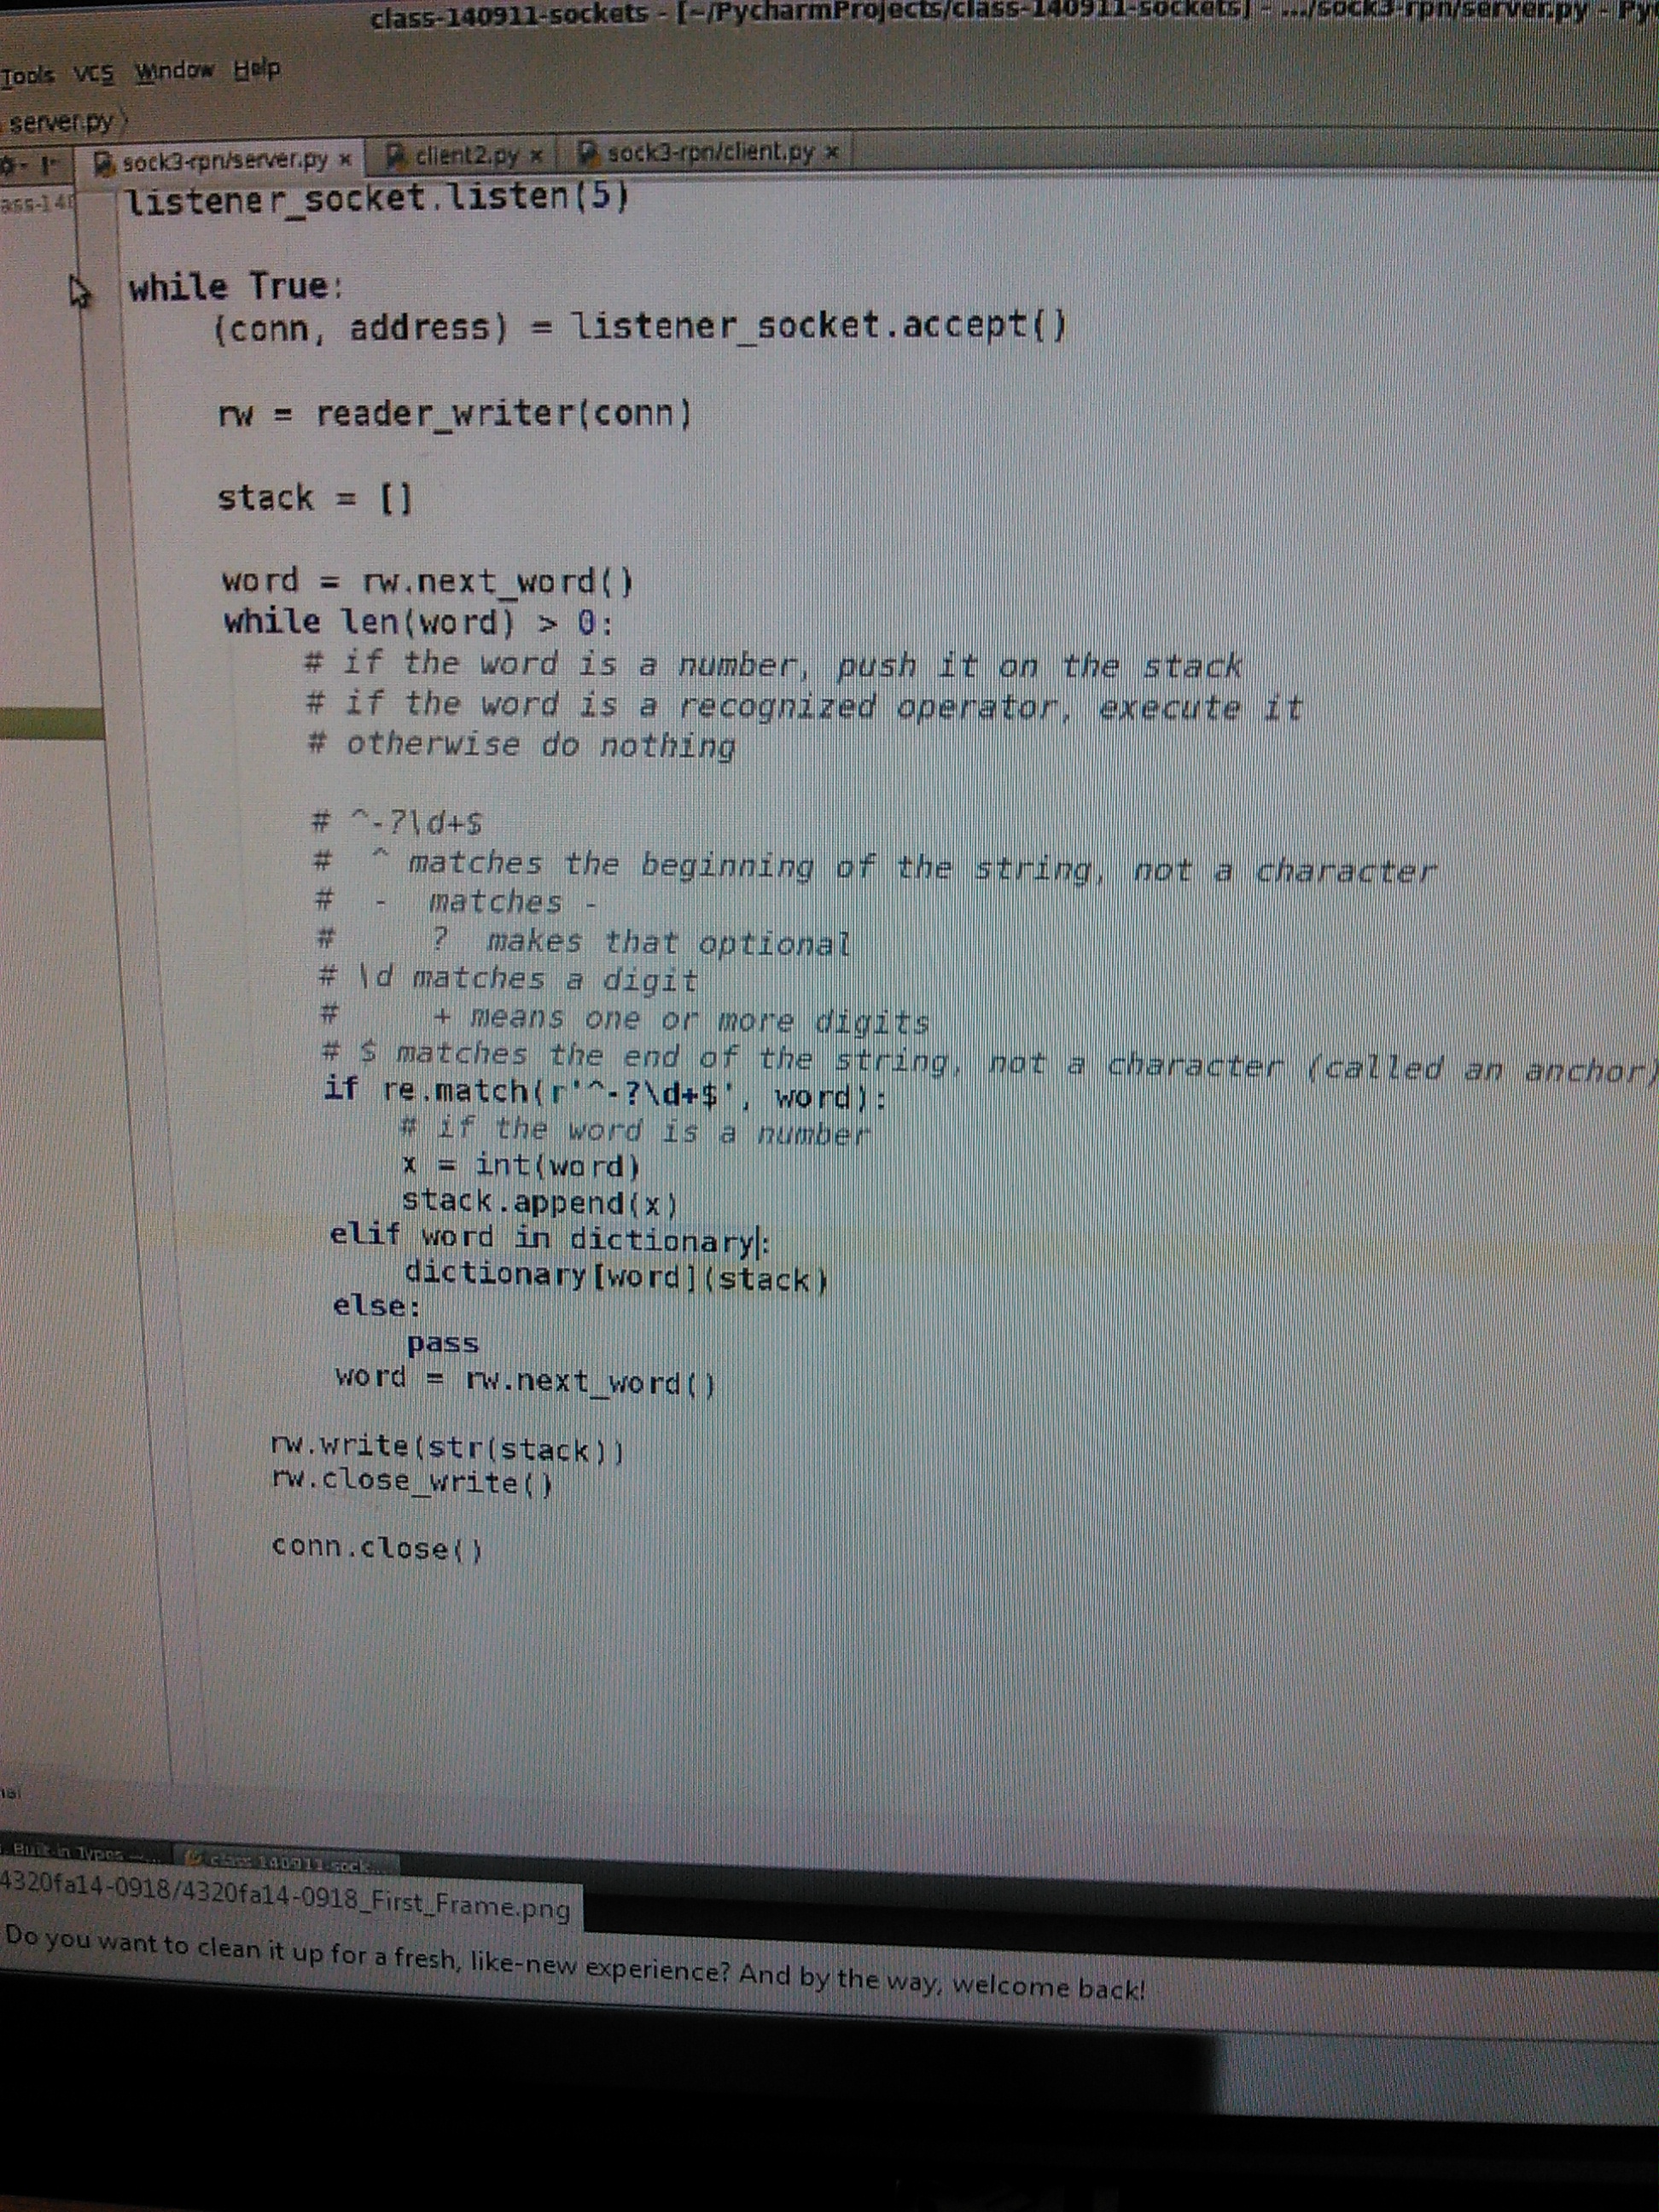 class-140911-sockets - [~/PycharmProjects/class-140911-sockets] - .../sock3-rpn/server.py - Py
Tools VCS Window Help
server.py
sock3-rpn/server.py × client2.py × sock3-rpn/client.py ×
ass-140
listener_socket.listen(5)
while True:
(conn, address) = listener_socket.accept()
rw = reader_writer(conn)
stack = []
word = rw.next_word()
while len(word) > 0:
# if the word is a number, push it on the stack
# if the word is a recognized operator, execute it
# otherwise do nothing
# ^-?\d+$
# ^ matches the beginning of the string, not a character
# - matches -
# ? makes that optional
# \d matches a digit
# + means one or more digits
# $ matches the end of the string, not a character (called an anchor)
if re.match(r'^-?\d+$', word):
# if the word is a number
x = int(word)
stack.append(x)
elif word in dictionary:
dictionary[word](stack)
else:
pass
word = rw.next_word()
rw.write(str(stack))
rw.close_write()
conn.close()
Built-in Types —... class-140911-sock...
4320fa14-0918/4320fa14-0918_First_Frame.png
Do you want to clean it up for a fresh, like-new experience? And by the way, welcome back!